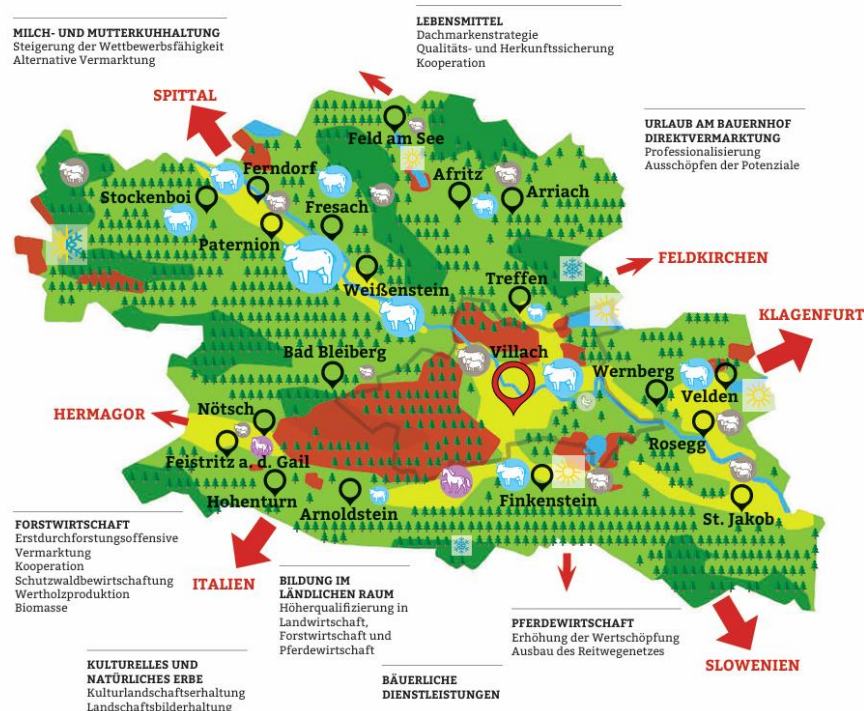 MILCH- UND MUTTERKUHHALTUNG
Steigerung der Wettbewerbsfähigkeit
Alternative Vermarktung
LEBENSMITTEL
Dachmarkenstrategie
Qualitäts- und Herkunftssicherung
Kooperation
URLAUB AM BAUERNHOF
DIREKTVERMARKTUNG
Professionalisierung
Ausschöpfen der Potenziale
SPITTAL
Feld am See
Ferndorf
Afritz
Stockenboi
Arriach
Fresach
Paternion
FELDKIRCHEN
Treffen
Weißenstein
KLAGENFURT
Bad Bleiberg
Villach
Wernberg
Velden
HERMAGOR
Nötsch
Rosegg
Feistritz a. d. Gail
Hohenturn
Arnoldstein
Finkenstein
St. Jakob
FORSTWIRTSCHAFT
Erstdurchforstungsoffensive
Vermarktung
Kooperation
Schutzwaldbewirtschaftung
Wertholzproduktion
Biomasse
ITALIEN
BILDUNG IM
LÄNDLICHEN RAUM
Höherqualifizierung in
Landwirtschaft,
Forstwirtschaft und
Pferdewirtschaft
PFERDEWIRTSCHAFT
Erhöhung der Wertschöpfung
Ausbau des Reitwegenetzes
SLOWENIEN
KULTURELLES UND
NATÜRLICHES ERBE
Kulturlandschaftserhaltung
Landschaftsbilderhaltung
BÄUERLICHE
DIENSTLEISTUNGEN